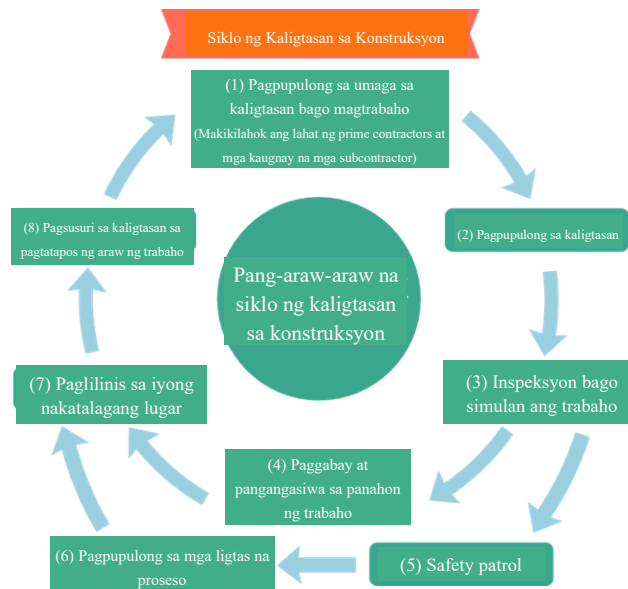 Siklo ng Kaligtasan sa Konstruksyon
(1) Pagpupulong sa umaga sa
kaligtasan bago magtrabaho
(Makikilahok ang lahat ng prime contractors at
mga kaugnay na mga subcontractor)
(2) Pagpupulong sa kaligtasan
(3) Inspeksyon bago
simulan ang trabaho
(4) Paggabay at
pangangasiwa sa panahon
ng trabaho
(5) Safety patrol
(6) Pagpupulong sa mga ligtas na
proseso
(7) Paglilinis sa iyong
nakatalagang lugar
(8) Pagsusuri sa kaligtasan sa
pagtatapos ng araw ng trabaho
Pang-araw-araw na
siklo ng kaligtasan
sa konstruksyon